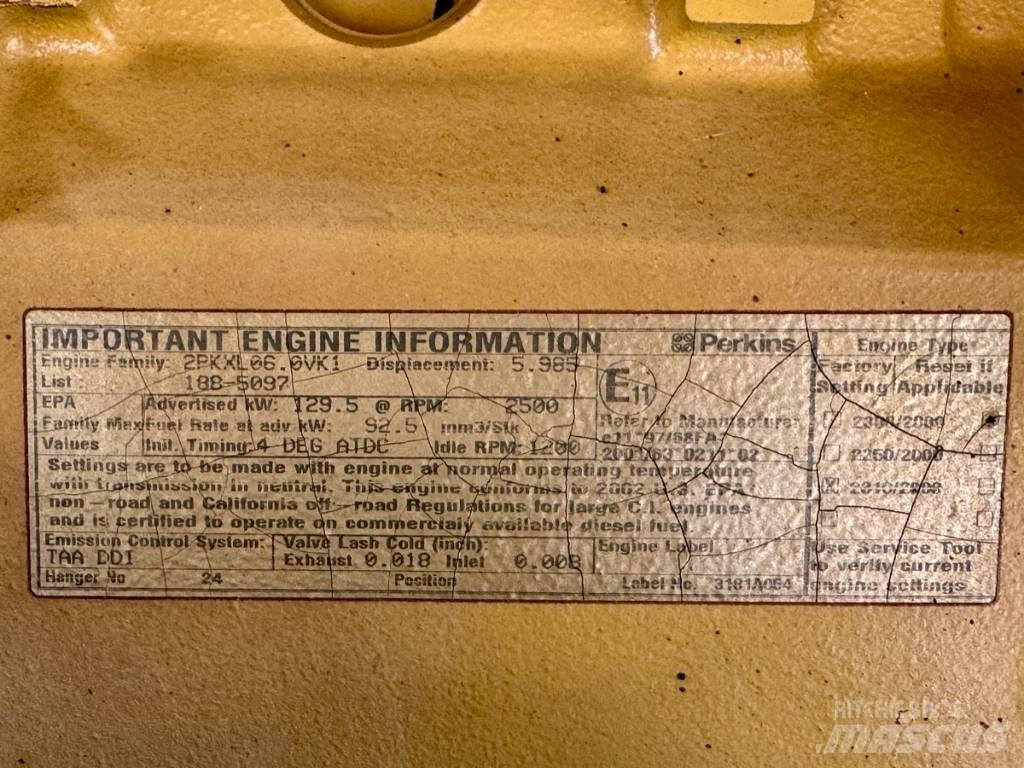 IMPORTANT ENGINE INFORMATION Perkins
Engine Family: 2PKXL06.0VK1 Displacement: 5.985
List: 188-5097
E11
EPA Advertised kW: 129.5 @ RPM: 2500
Family Max Fuel Rate at adv kW: 92.5 mm3/Stk
Values Init. Timing: 4 DEG ATDC Idle RPM: 1200
Refer to Manufacturer
Settings are to be made with engine at normal operating temperature
with transmission in neutral. This engine conforms to 2002 U.S. EPA
non-road and California off-road Regulations for large C.I. engines
and is certified to operate on commercialy available diesel fuel.
Emission Control System: Valve Lash Cold (inch): Engine Label
TAA DDI Exhaust 0.018 Inlet 0.008
Hanger No 24 Position Label No. 3181A064
Engine Type
Factory Reset if
Setting Applicable
2300/2000
2250/2000
Use Service Tool
to verify current
engine settings
RITCHIE BROS
MASCUS